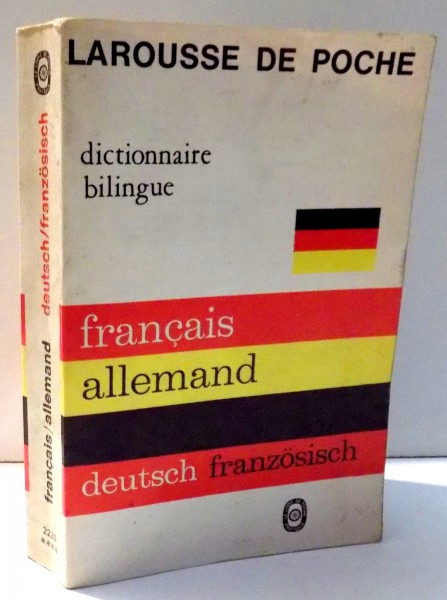 LAROUSSE DE POCHE
dictionnaire
bilingue
français
allemand
deutsch französisch
français/allemand deutsch/französisch